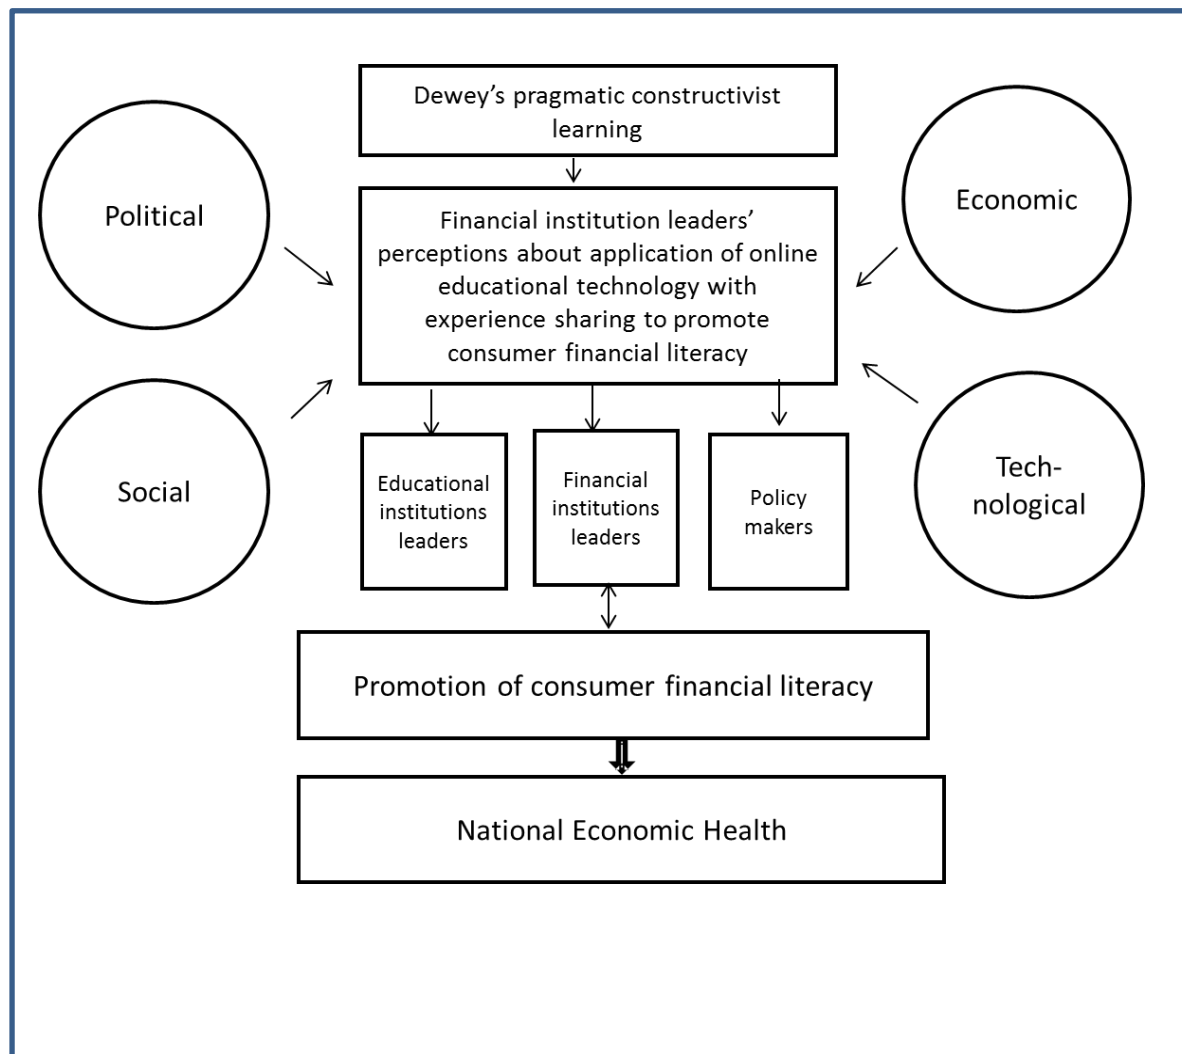 Dewey’s pragmatic constructivist
learning
Political
Economic
Financial institution leaders’
perceptions about application of online
educational technology with
experience sharing to promote
consumer financial literacy
Social
Tech-
nological
Educational
institutions
leaders
Financial
institutions
leaders
Policy
makers
Promotion of consumer financial literacy
National Economic Health